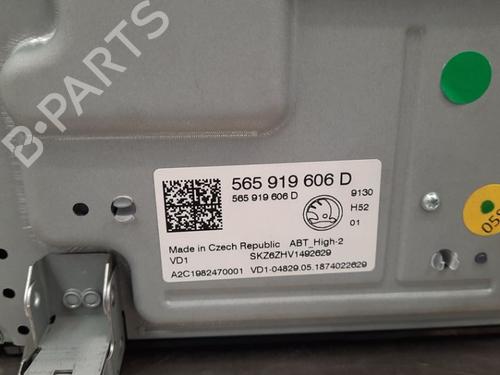 B-PARTS
565 919 606 D
565 919 606 D
9130
H52
01
Made in Czech Republic ABT_High-2
VD1 SKZ6ZHV1492629
A2C1982470001 VD1-04829.05.1874022629